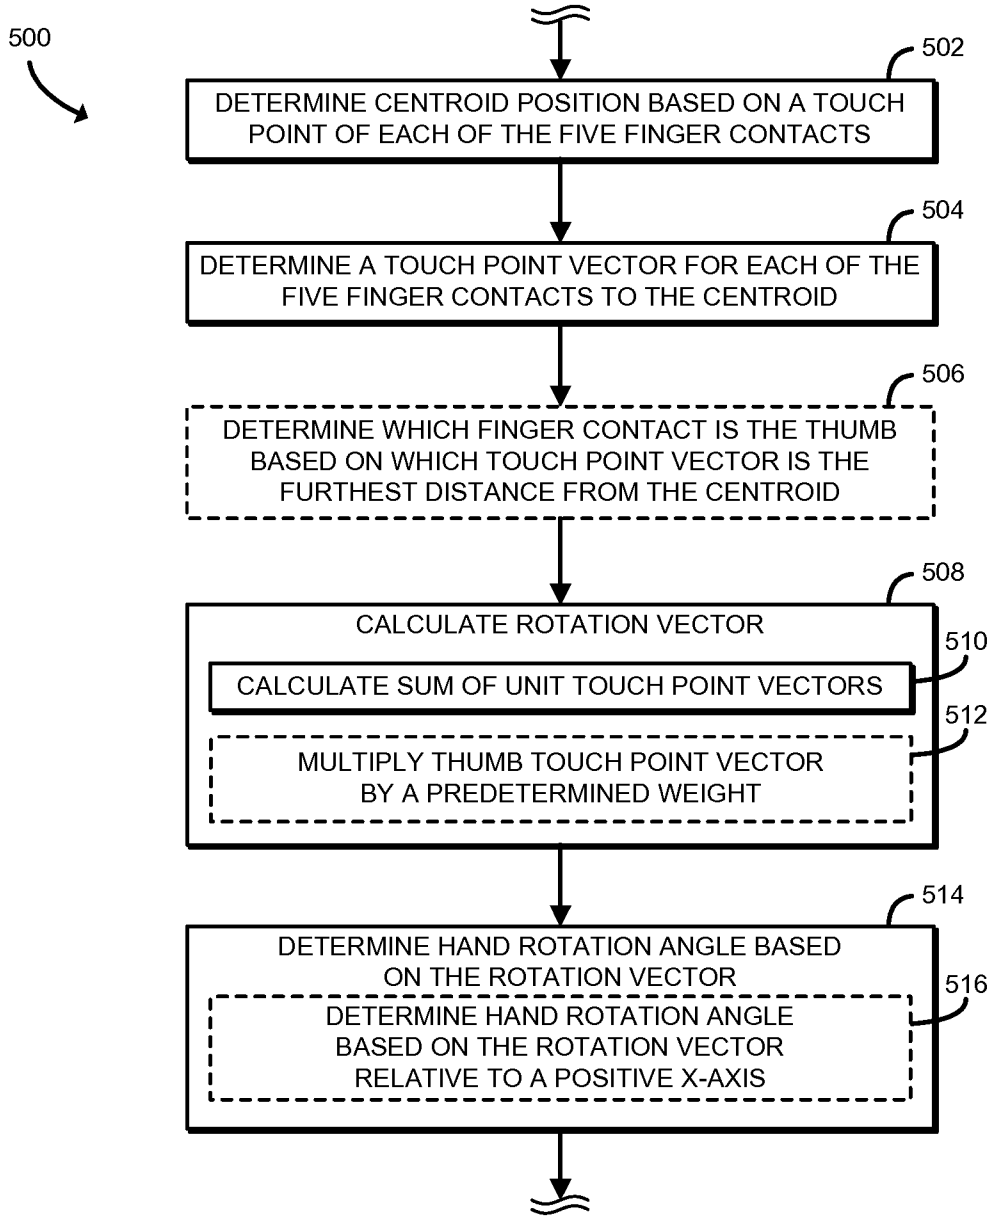 500
502
DETERMINE CENTROID POSITION BASED ON A TOUCH
POINT OF EACH OF THE FIVE FINGER CONTACTS
504
DETERMINE A TOUCH POINT VECTOR FOR EACH OF THE
FIVE FINGER CONTACTS TO THE CENTROID
506
DETERMINE WHICH FINGER CONTACT IS THE THUMB
BASED ON WHICH TOUCH POINT VECTOR IS THE
FURTHEST DISTANCE FROM THE CENTROID
508
CALCULATE ROTATION VECTOR
510
CALCULATE SUM OF UNIT TOUCH POINT VECTORS
512
MULTIPLY THUMB TOUCH POINT VECTOR
BY A PREDETERMINED WEIGHT
514
DETERMINE HAND ROTATION ANGLE BASED
ON THE ROTATION VECTOR
516
DETERMINE HAND ROTATION ANGLE
BASED ON THE ROTATION VECTOR
RELATIVE TO A POSITIVE X-AXIS